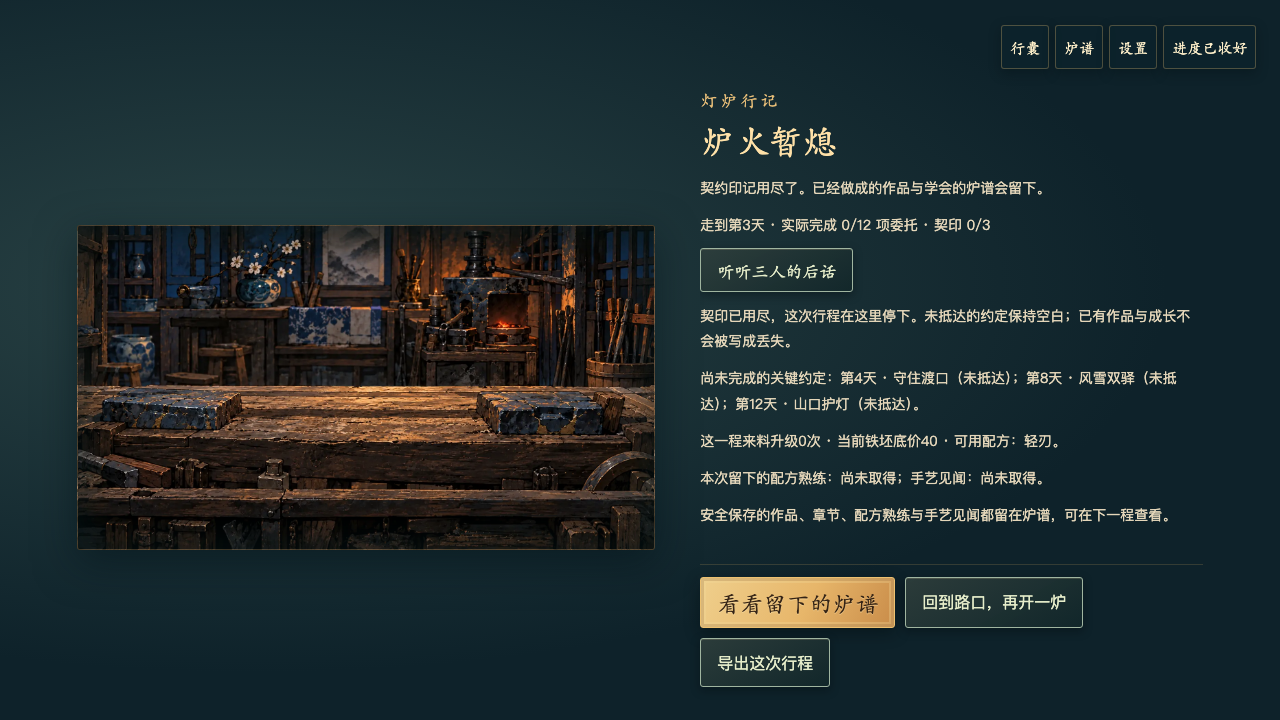 行囊 炉谱 设置 进度已收好
灯炉行记
炉火暂熄
契约印记用尽了。已经做成的作品与学会的炉谱会留下。
走到第3天 · 实际完成 0/12 项委托 · 契印 0/3
听听三人的后话
契印已用尽，这次行程在这里停下。未抵达的约定保持空白；已有作品与成长不
会被写成丢失。
尚未完成的关键约定：第4天 · 守住渡口（未抵达）；第8天 · 风雪双驿（未抵
达）；第12天 · 山口护灯（未抵达）。
这一程来料升级0次 · 当前铁坯底价40 · 可用配方：轻刃。
本次留下的配方熟练：尚未取得；手艺见闻：尚未取得。
安全保存的作品、章节、配方熟练与手艺见闻都留在炉谱，可在下一程查看。
看看留下的炉谱 回到路口，再开一炉
导出这次行程